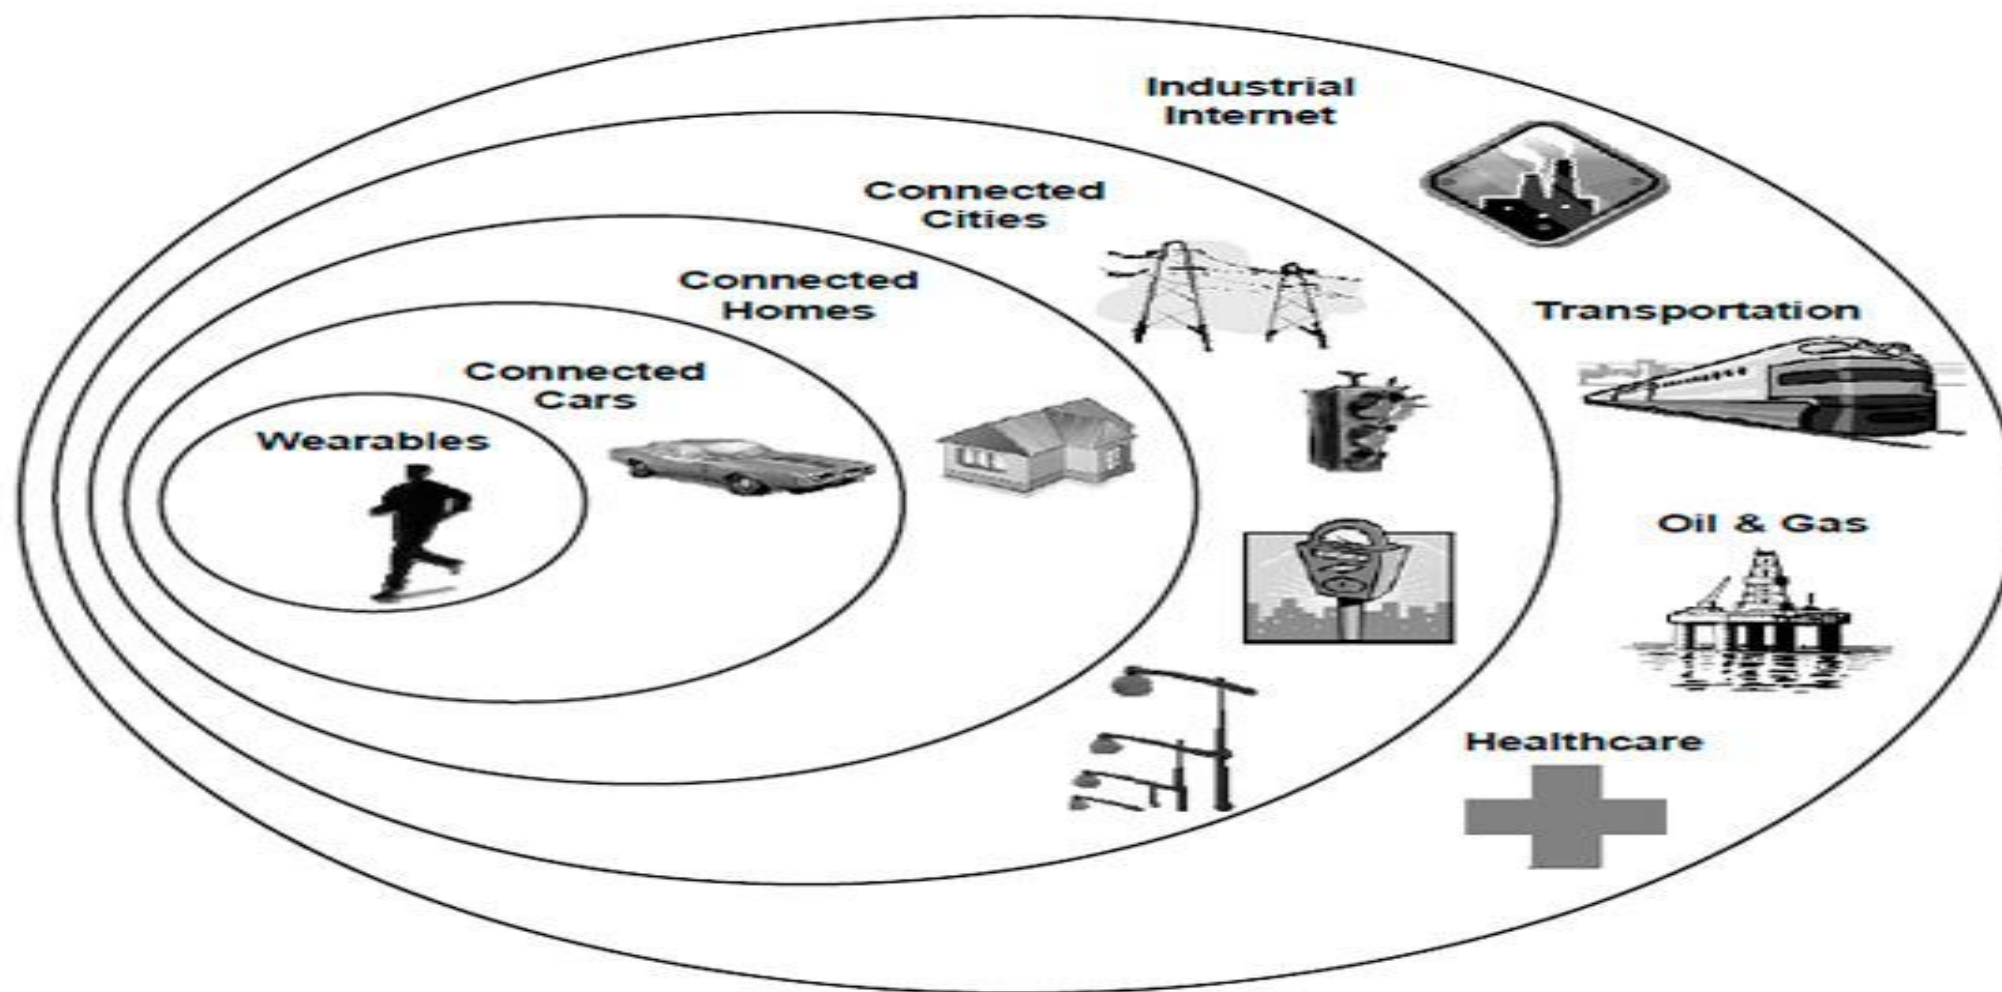 Industrial
Internet
Connected
Cities
Connected
Homes
Transportation
Connected
Cars
Wearables
Oil & Gas
Healthcare